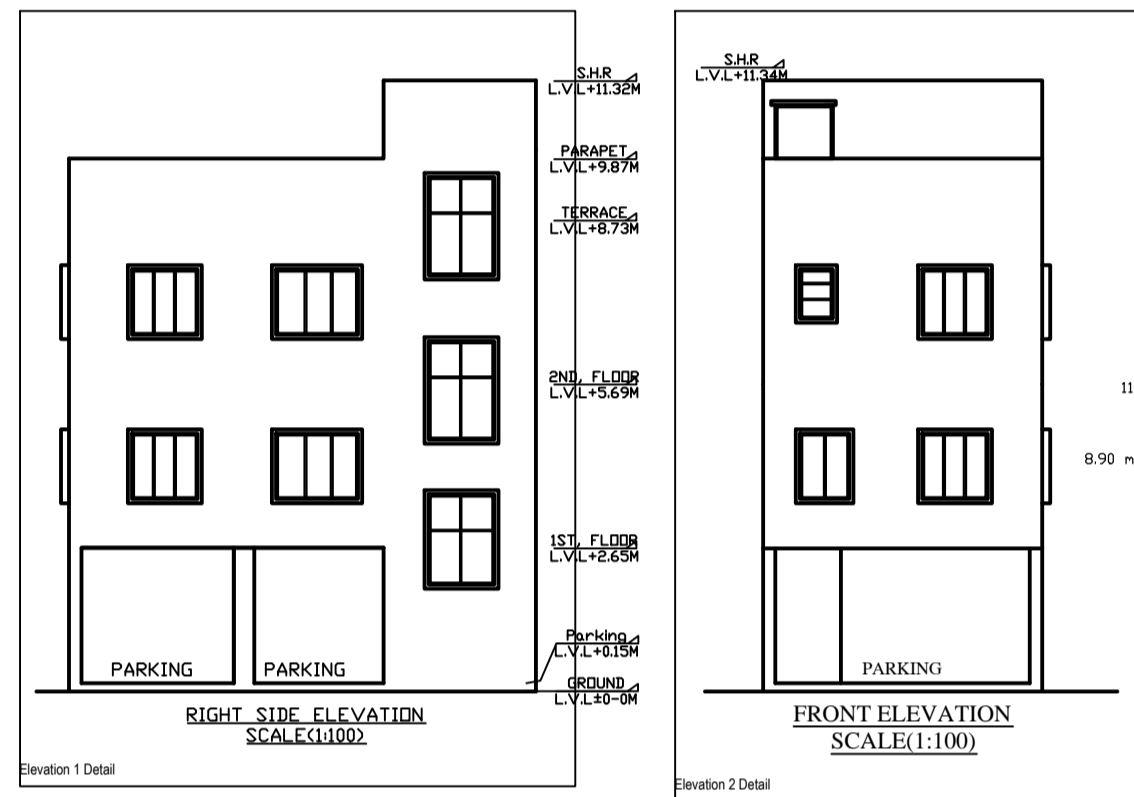 S.H.R
L.V.L+11.32M
PARAPET
L.V.L+9.87M
TERRACE
L.V.L+8.73M
2ND, FLOOR
L.V.L+5.69M
1ST, FLOOR
L.V.L+2.65M
Parking
L.V.L+0.15M
GROUND
L.V.L±0-0M
PARKING
PARKING
RIGHT SIDE ELEVATION
SCALE(1:100)
Elevation 1 Detail
S.H.R
L.V.L+11.34M
11
8.90 m
PARKING
FRONT ELEVATION
SCALE(1:100)
Elevation 2 Detail